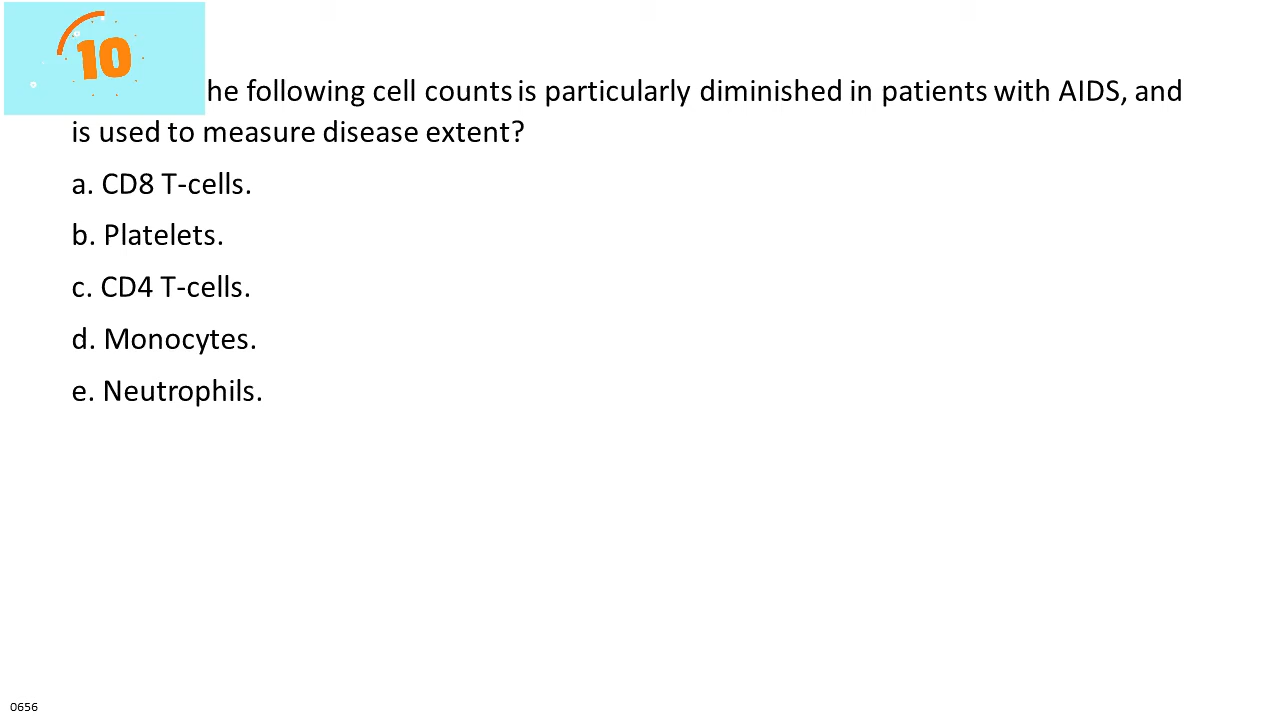 10
he following cell counts is particularly diminished in patients with AIDS, and
is used to measure disease extent?
a. CD8 T-cells.
b. Platelets.
c. CD4 T-cells.
d. Monocytes.
e. Neutrophils.
0656